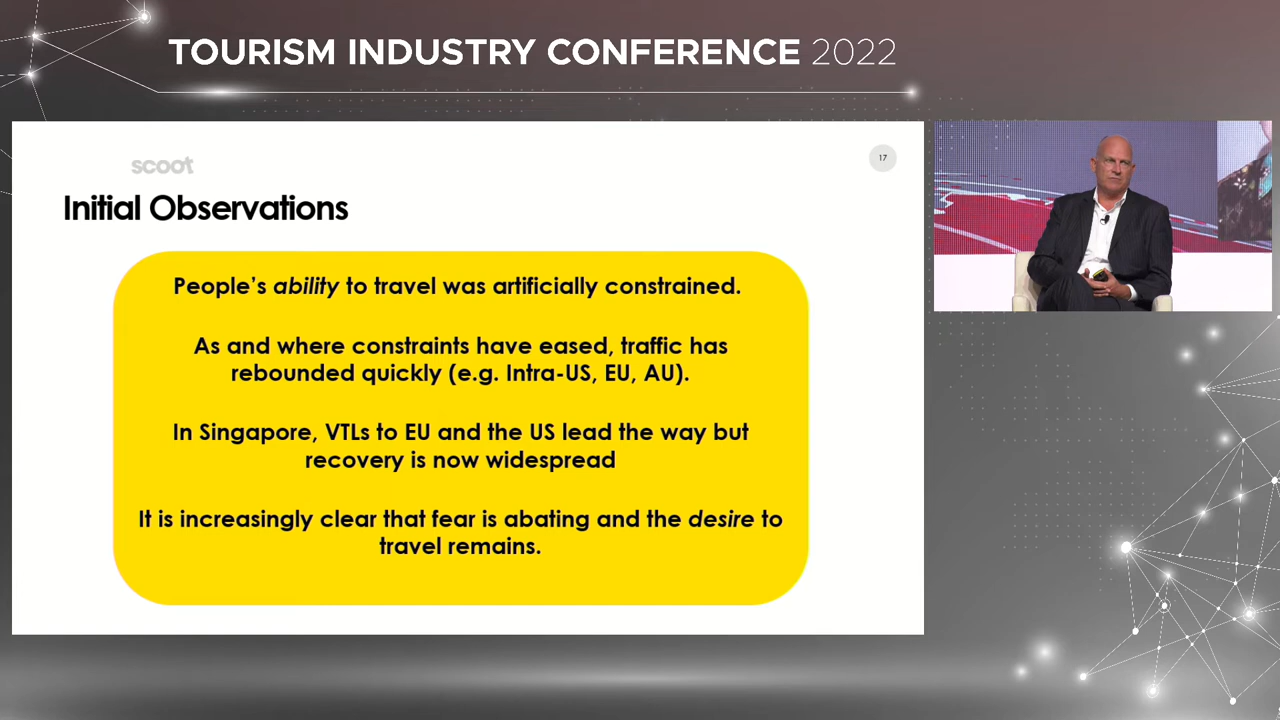 TOURISM INDUSTRY CONFERENCE 2022
scoot
17
Initial Observations
People’s ability to travel was artificially constrained.
As and where constraints have eased, traffic has
rebounded quickly (e.g. Intra-US, EU, AU).
In Singapore, VTLs to EU and the US lead the way but
recovery is now widespread
It is increasingly clear that fear is abating and the desire to
travel remains.